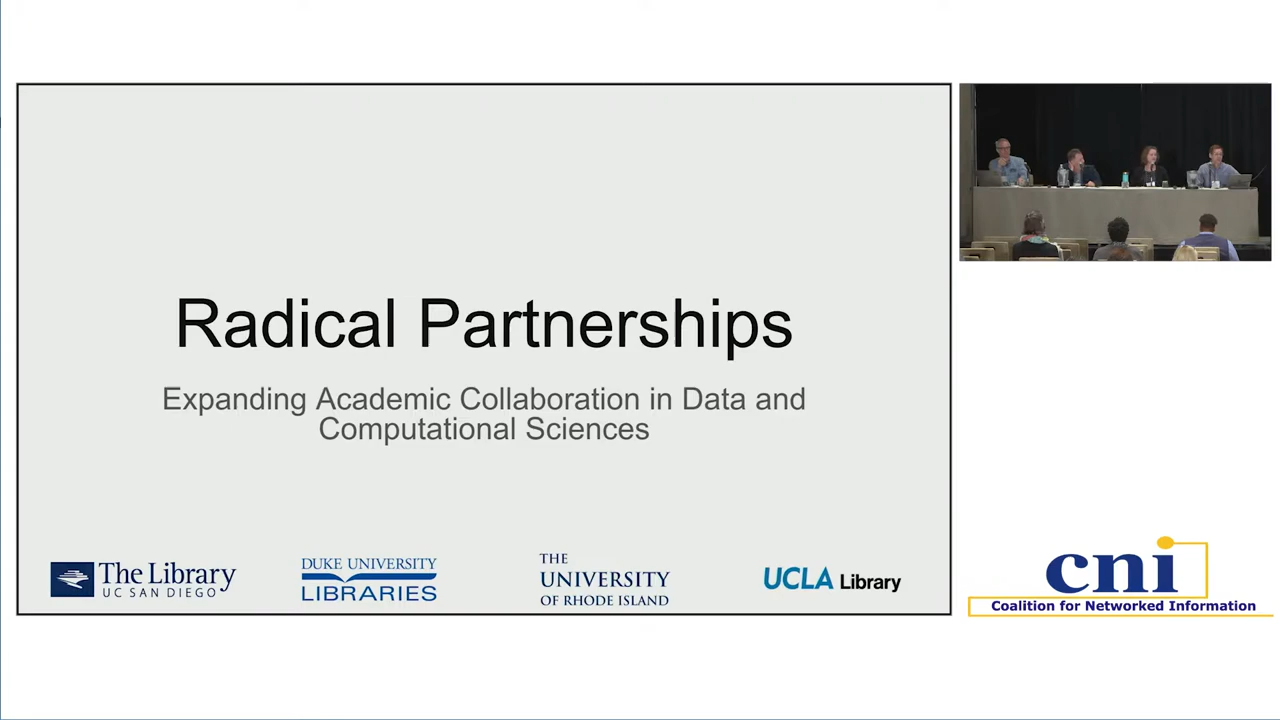 Radical Partnerships
Expanding Academic Collaboration in Data and
Computational Sciences
The Library
UC SAN DIEGO
DUKE UNIVERSITY
LIBRARIES
THE
UNIVERSITY
OF RHODE ISLAND
UCLA Library
cni
Coalition for Networked Information